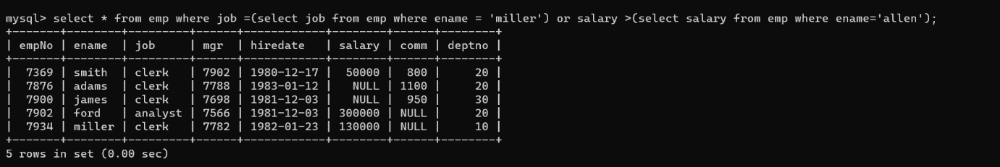 mysql> select * from emp where job =(select job from emp where ename = 'miller') or salary >(select salary from emp where ename='allen');
+-------+--------+---------+------+------------+--------+------+--------+
| empNo | ename  | job     | mgr  | hiredate   | salary | comm | deptno |
+-------+--------+---------+------+------------+--------+------+--------+
|  7369 | smith  | clerk   | 7902 | 1980-12-17 |  50000 |  800 |     20 |
|  7876 | adams  | clerk   | 7788 | 1983-01-12 |   NULL | 1100 |     20 |
|  7900 | james  | clerk   | 7698 | 1981-12-03 |   NULL |  950 |     30 |
|  7902 | ford   | analyst | 7566 | 1981-12-03 | 300000 | NULL |     20 |
|  7934 | miller | clerk   | 7782 | 1982-01-23 | 130000 | NULL |     10 |
+-------+--------+---------+------+------------+--------+------+--------+
5 rows in set (0.00 sec)